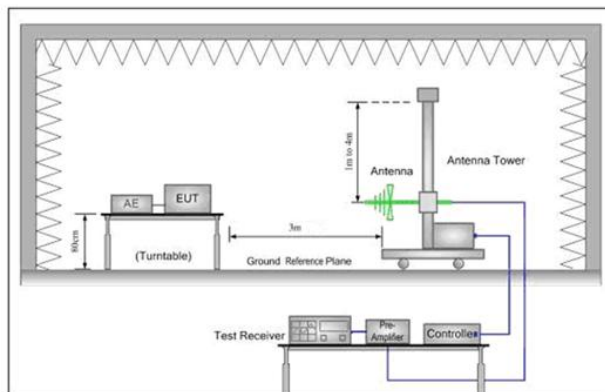 1m to 4m
Antenna
Antenna Tower
AE
EUT
80cm
(Turntable)
3m
Ground Reference Plane
Test Receiver
Pre-
Amplifier
Controller